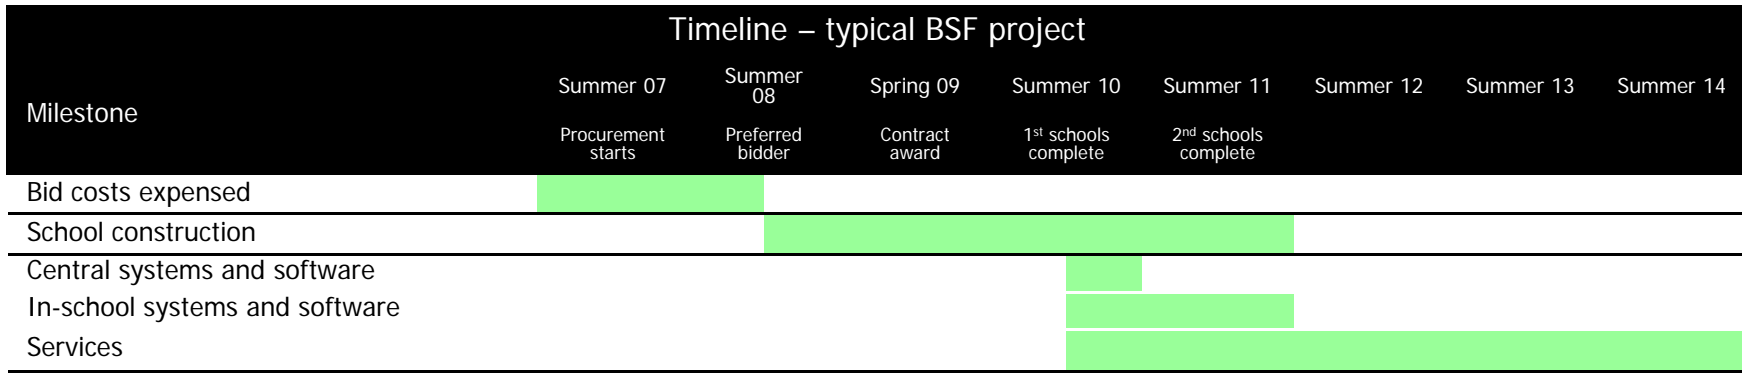 Timeline – typical BSF project
Summer 07 Summer 08 Spring 09 Summer 10 Summer 11 Summer 12 Summer 13 Summer 14
Milestone
Procurement starts Preferred bidder Contract award 1st schools complete 2nd schools complete
Bid costs expensed
School construction
Central systems and software
In-school systems and software
Services